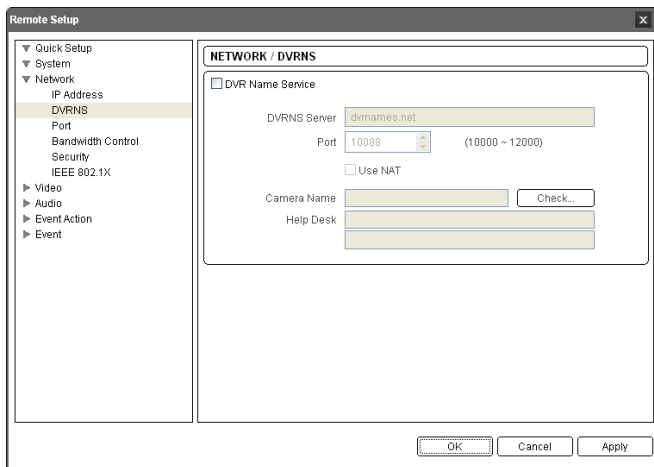 Remote Setup
Quick Setup
System
Network
IP Address
DVRNS
Port
Bandwidth Control
Security
IEEE 802.1X
Video
Audio
Event Action
Event
NETWORK / DVRNS
DVR Name Service
DVRNS Server dvrnames.net
Port 10088 (10000 ~ 12000)
Use NAT
Camera Name Check...
Help Desk
OK Cancel Apply